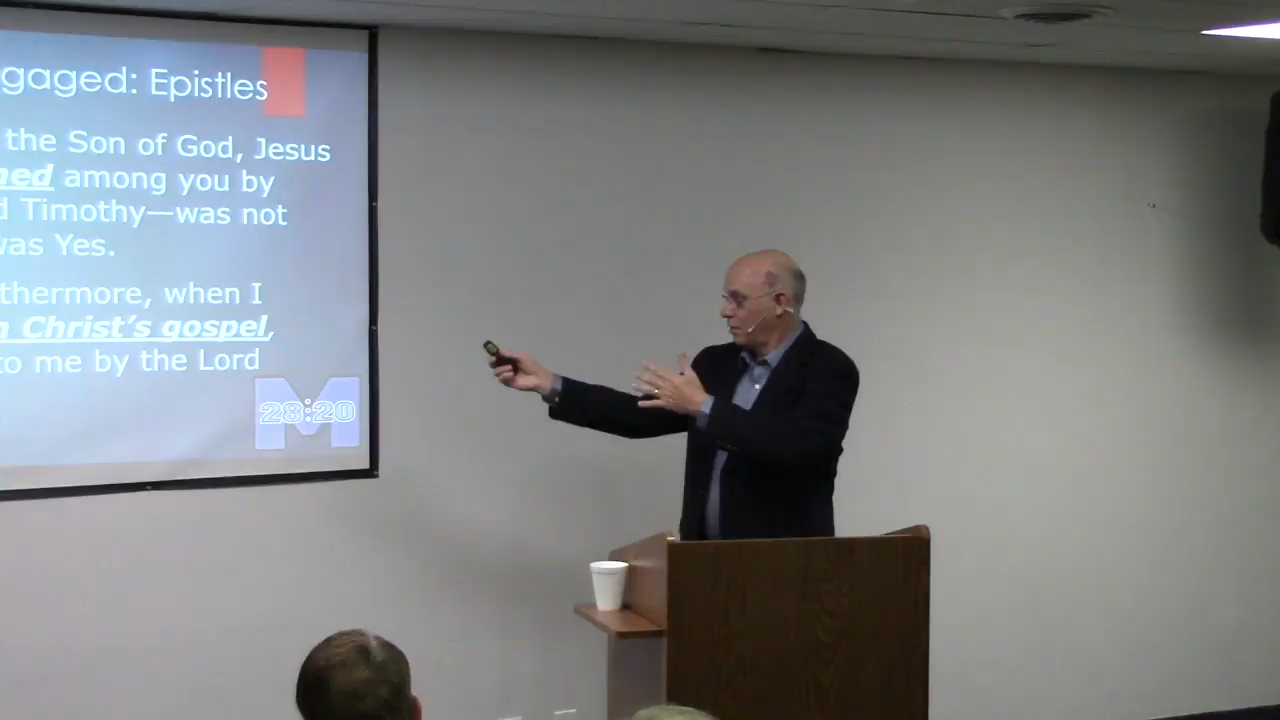 gaged: Epistles
the Son of God, Jesus
ned among you by
d Timothy—was not
was Yes.
thermore, when I
n Christ's gospel,
to me by the Lord
28:20